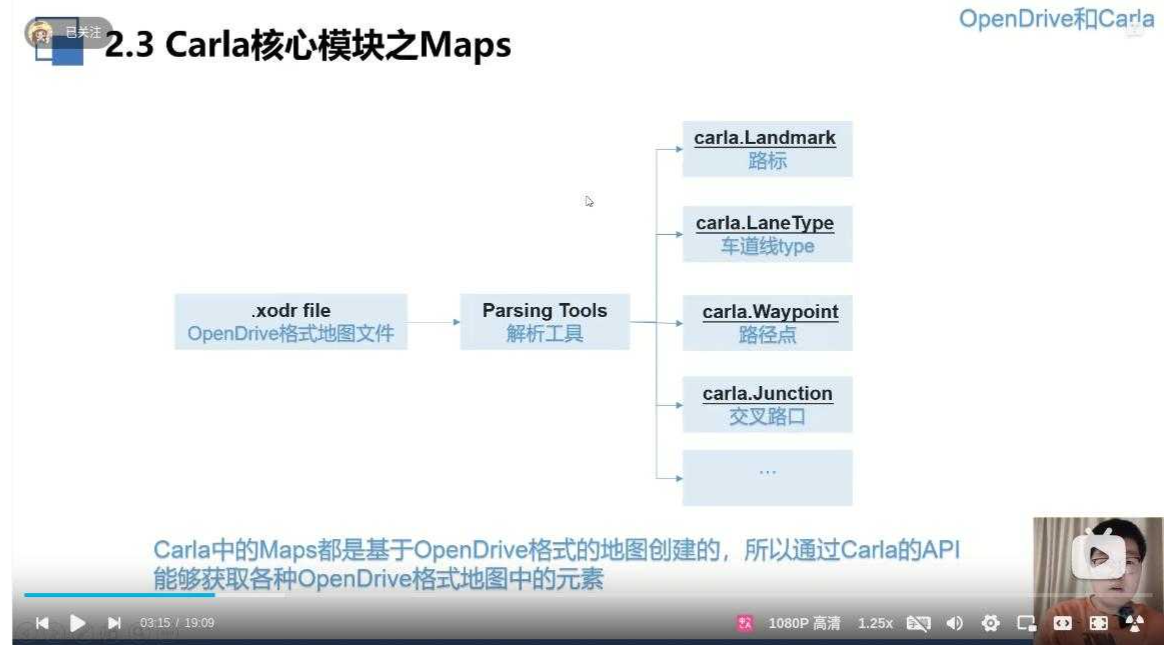 已关注
OpenDrive和Carla
2.3 Carla核心模块之Maps
carla.Landmark
路标
carla.LaneType
车道线type
.xodr file
OpenDrive格式地图文件
Parsing Tools
解析工具
carla.Waypoint
路径点
carla.Junction
交叉路口
...
Carla中的Maps都是基于OpenDrive格式的地图创建的，所以通过Carla的API
能够获取各种OpenDrive格式地图中的元素
03:15 / 19:09
1080P 高清
1.25x